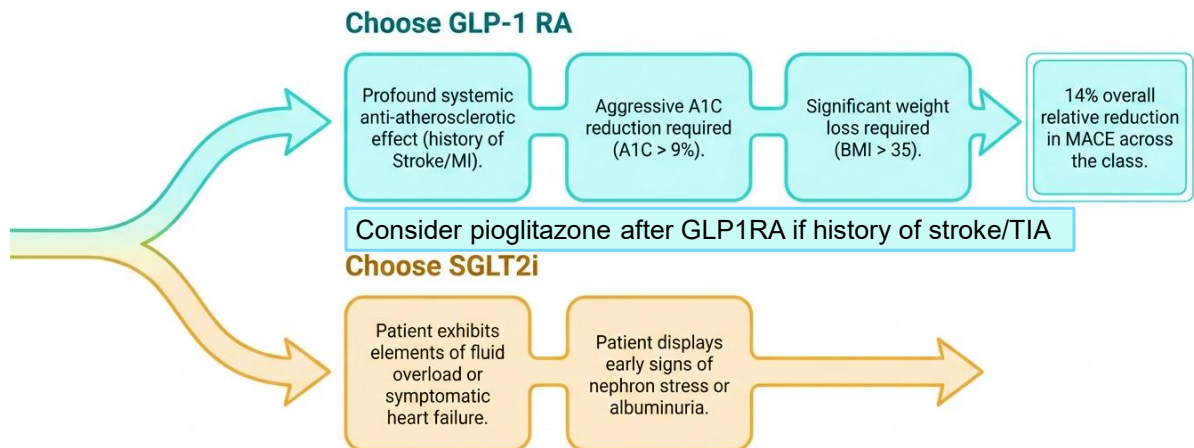 Choose GLP-1 RA
Profound systemic
anti-atherosclerotic
effect (history of
Stroke/MI).
Aggressive A1C
reduction required
(A1C > 9%).
Significant weight
loss required
(BMI > 35).
14% overall
relative reduction
in MACE across
the class.
Consider pioglitazone after GLP1RA if history of stroke/TIA
Choose SGLT2i
Patient exhibits
elements of fluid
overload or
symptomatic
heart failure.
Patient displays
early signs of
nephron stress or
albuminuria.